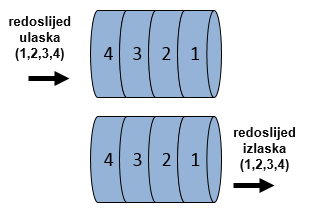 redoslijed
ulaska
(1,2,3,4)
4 3 2 1
4 3 2 1
redoslijed
izlaska
(1,2,3,4)